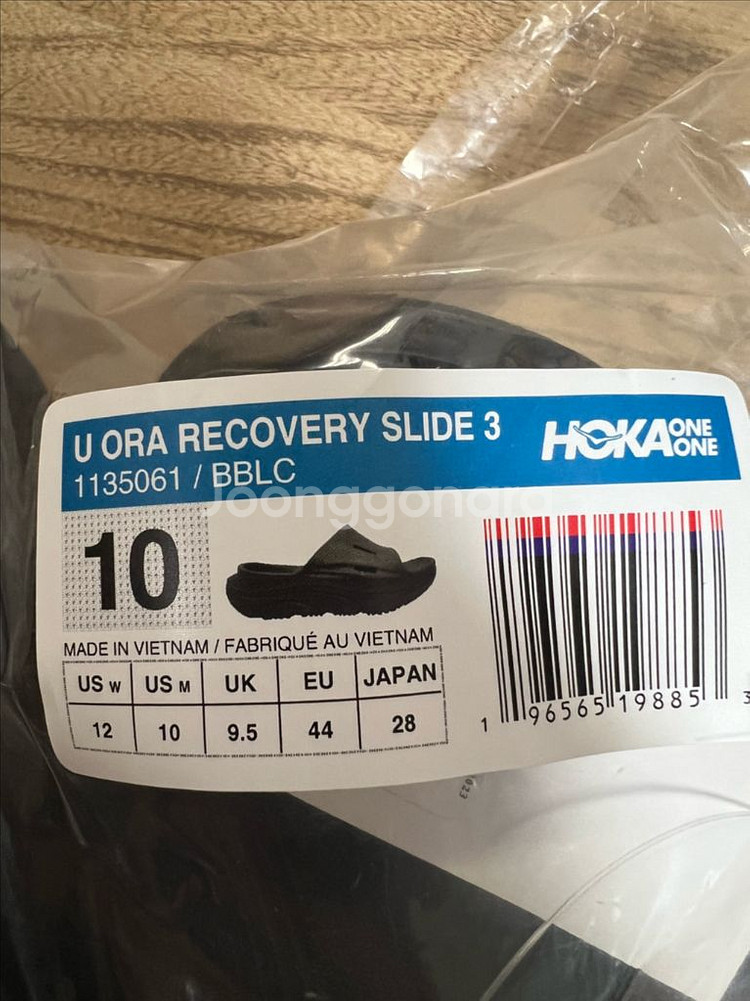 U ORA RECOVERY SLIDE 3
HOKA ONE ONE
1135061 / BBLC
Joonggonara
10
MADE IN VIETNAM / FABRIQUÉ AU VIETNAM
US W US M UK EU JAPAN
12 10 9.5 44 28
1 96565 19885 3